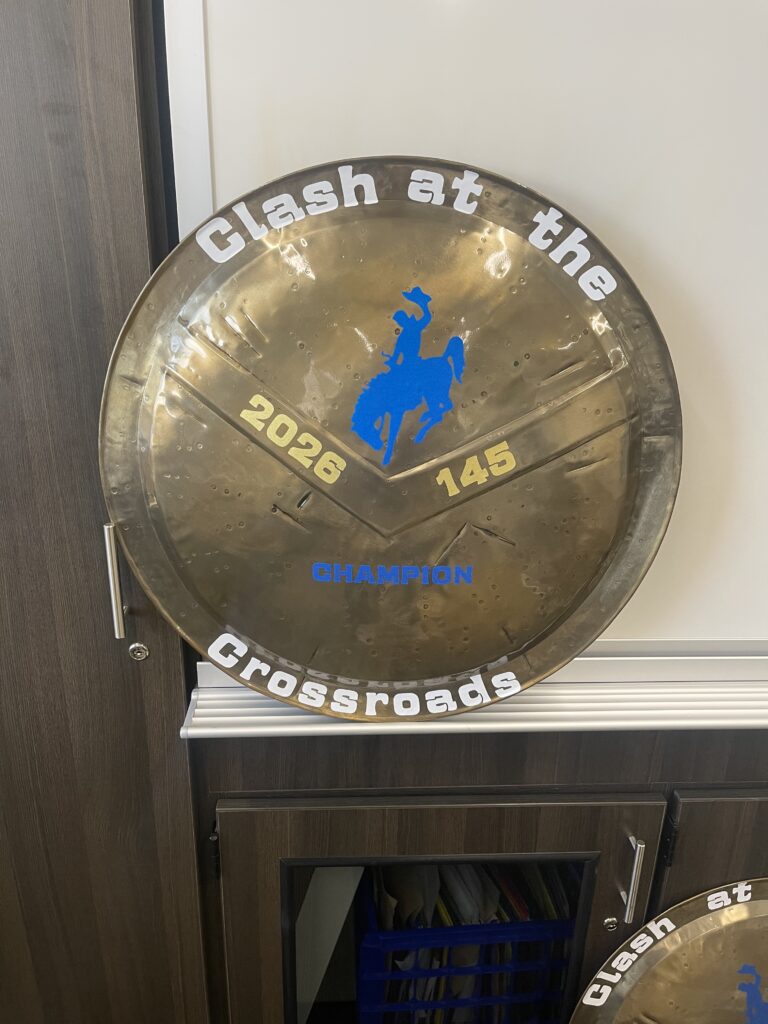 Clash at the
2026 145
CHAMPION
Crossroads
Clash at